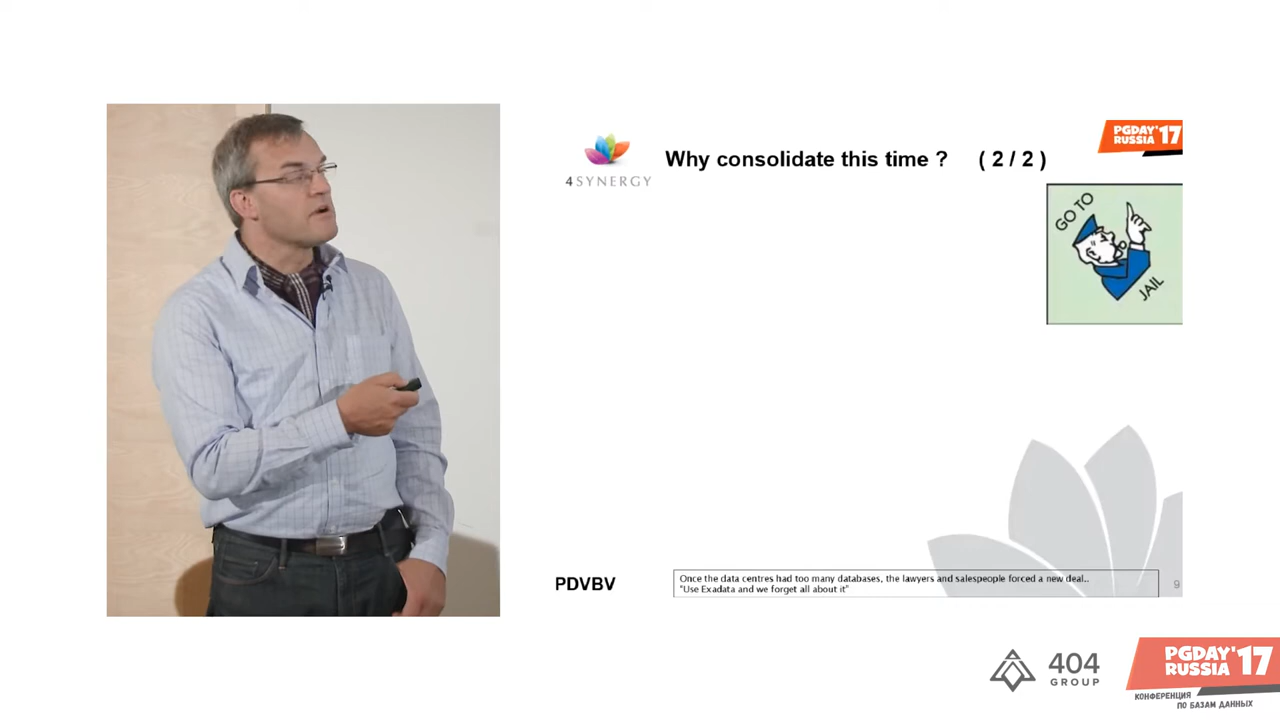 PGDAY'17
RUSSIA
4SYNERGY
Why consolidate this time ? ( 2 / 2 )
GO TO
JAIL
PDVBV
Once the data centres had too many databases, the lawyers and salespeople forced a new deal..
"Use Exadata and we forget all about it"
9
404
GROUP
PGDAY'17
RUSSIA
КОНФЕРЕНЦИЯ
ПО БАЗАМ ДАННЫХ